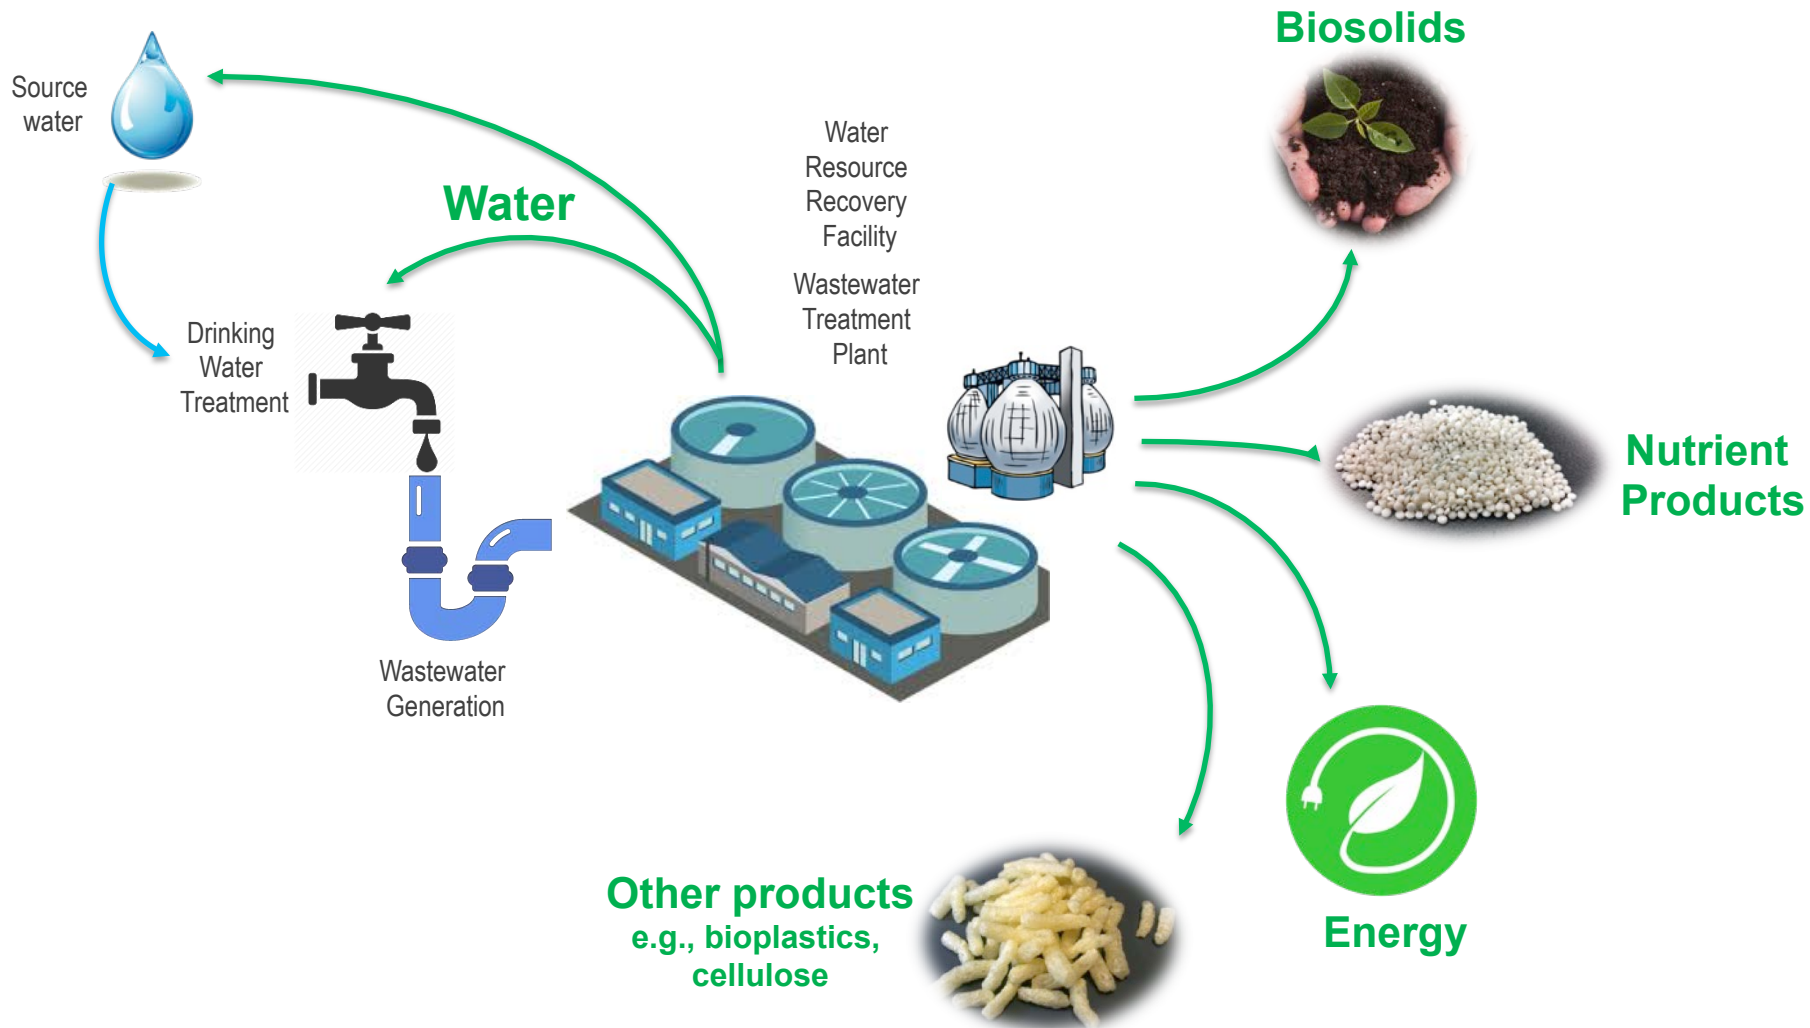 Source
water
Water
Drinking
Water
Treatment
Wastewater
Generation
Water
Resource
Recovery
Facility
Wastewater
Treatment
Plant
Biosolids
Nutrient
Products
Energy
Other products
e.g., bioplastics,
cellulose